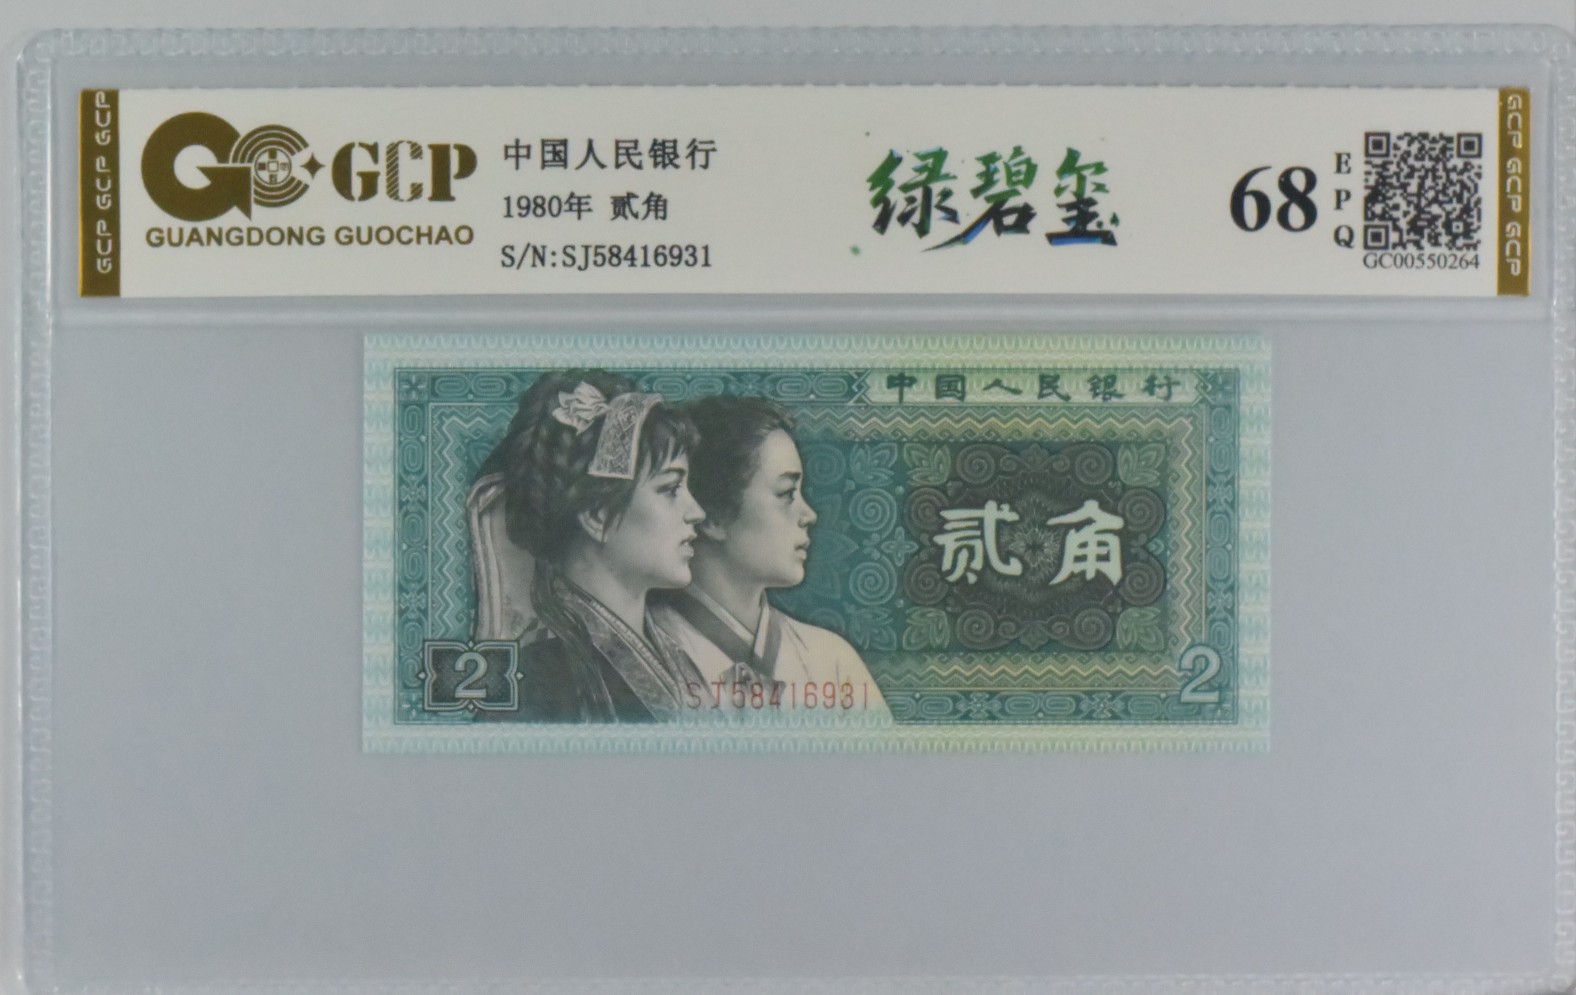 GCP GCP GCP
GC GCP
GUANGDONG GUOCHAO
中国人民银行
1980年 贰角
S/N:SJ58416931
绿碧玺
68
EPQ
GC00550264
GCP GCP GCP
中国人民银行
贰角
2
SJ58416931
2